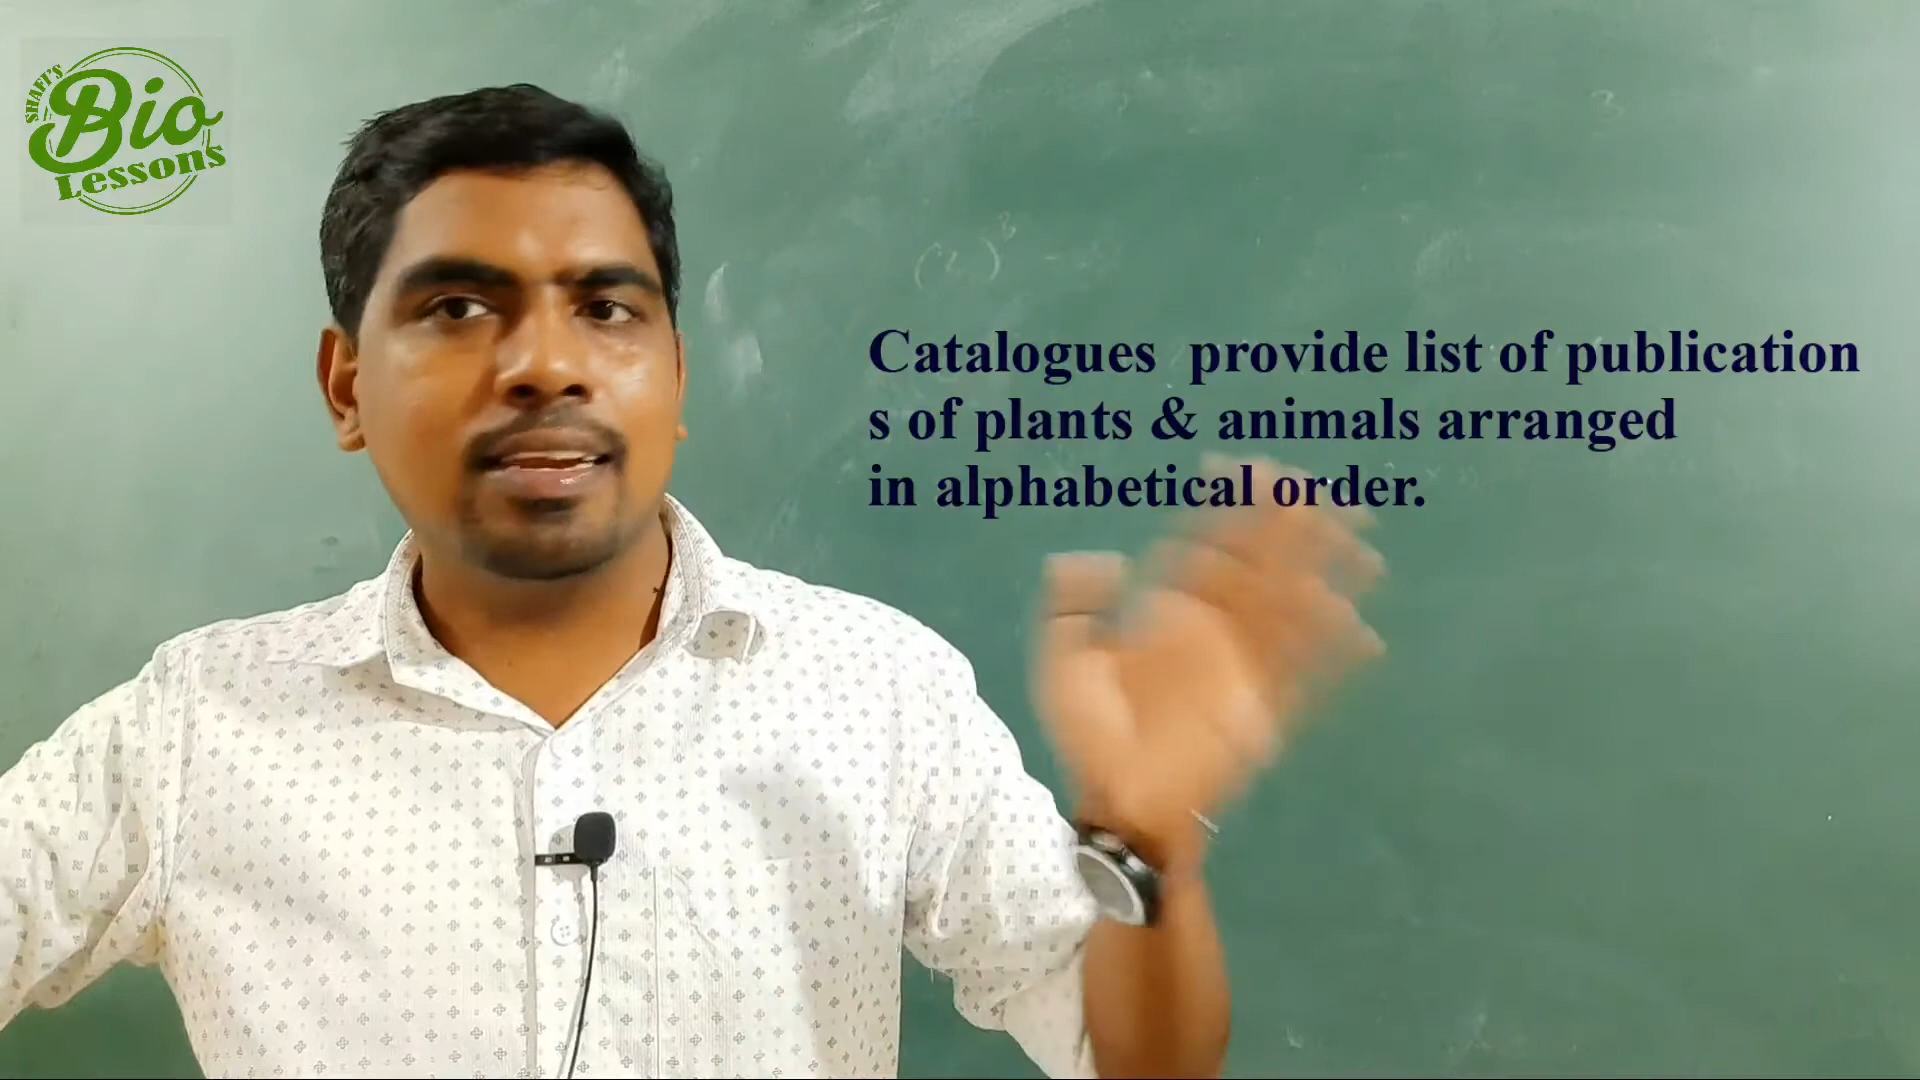 SHAFI'S
Bio
Lessons
Catalogues provide list of publication
s of plants & animals arranged
in alphabetical order.